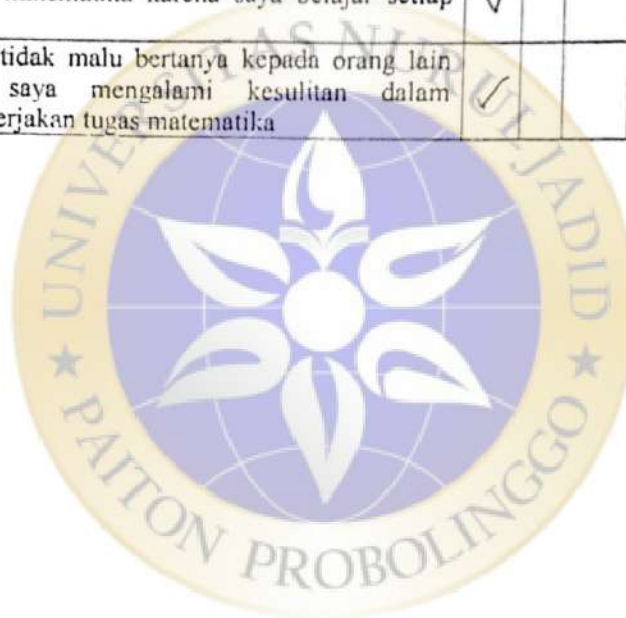 matematika karena saya belajar setiap
tidak malu bertanya kepada orang lain
saya mengalami kesulitan dalam
erjakan tugas matematika
UNIVERSITAS NURUL JADID
★ PAITON PROBOLINGGO ★